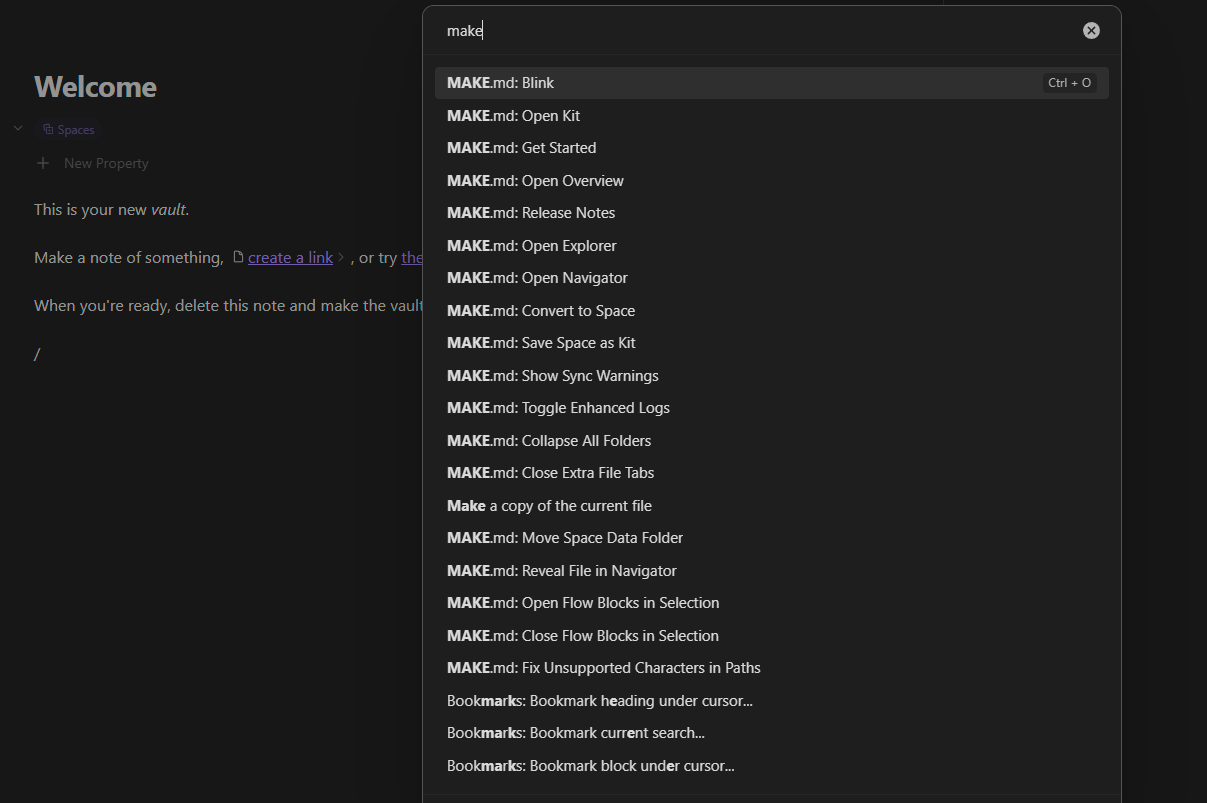 make
Welcome
Spaces
New Property
This is your new vault.
Make a note of something, create a link , or try the
When you're ready, delete this note and make the vault
/
MAKE.md: Blink Ctrl + O
MAKE.md: Open Kit
MAKE.md: Get Started
MAKE.md: Open Overview
MAKE.md: Release Notes
MAKE.md: Open Explorer
MAKE.md: Open Navigator
MAKE.md: Convert to Space
MAKE.md: Save Space as Kit
MAKE.md: Show Sync Warnings
MAKE.md: Toggle Enhanced Logs
MAKE.md: Collapse All Folders
MAKE.md: Close Extra File Tabs
Make a copy of the current file
MAKE.md: Move Space Data Folder
MAKE.md: Reveal File in Navigator
MAKE.md: Open Flow Blocks in Selection
MAKE.md: Close Flow Blocks in Selection
MAKE.md: Fix Unsupported Characters in Paths
Bookmarks: Bookmark heading under cursor...
Bookmarks: Bookmark current search...
Bookmarks: Bookmark block under cursor...